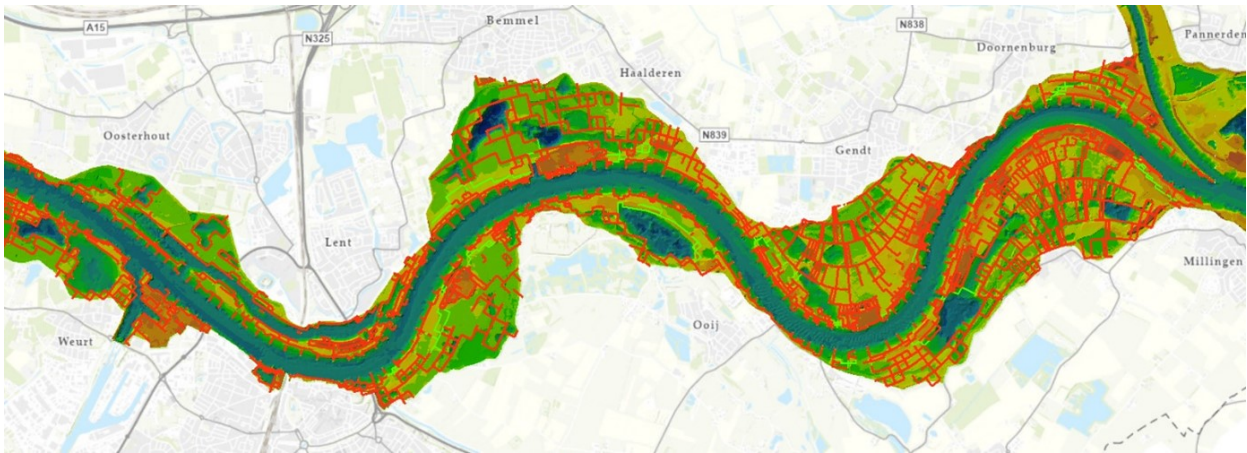 Bemmel
A15
N325
N838
Pannerden
Doornenburg
Haalderen
Oosterhout
N839
Gendt
Lent
Millingen
Ooij
Weurt